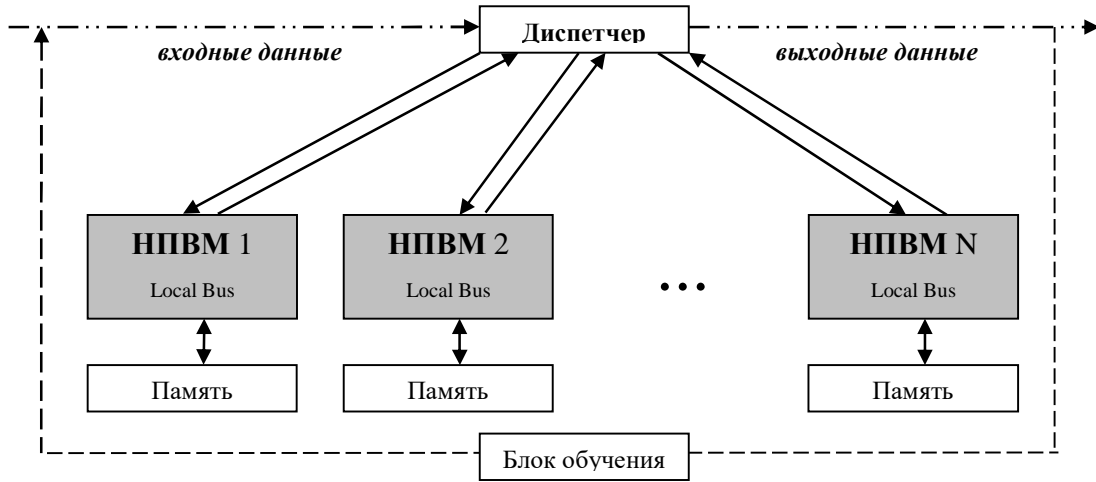 Диспетчер
входные данные
выходные данные
НПВМ 1
Local Bus
НПВМ 2
Local Bus
...
НПВМ N
Local Bus
Память
Память
Память
Блок обучения